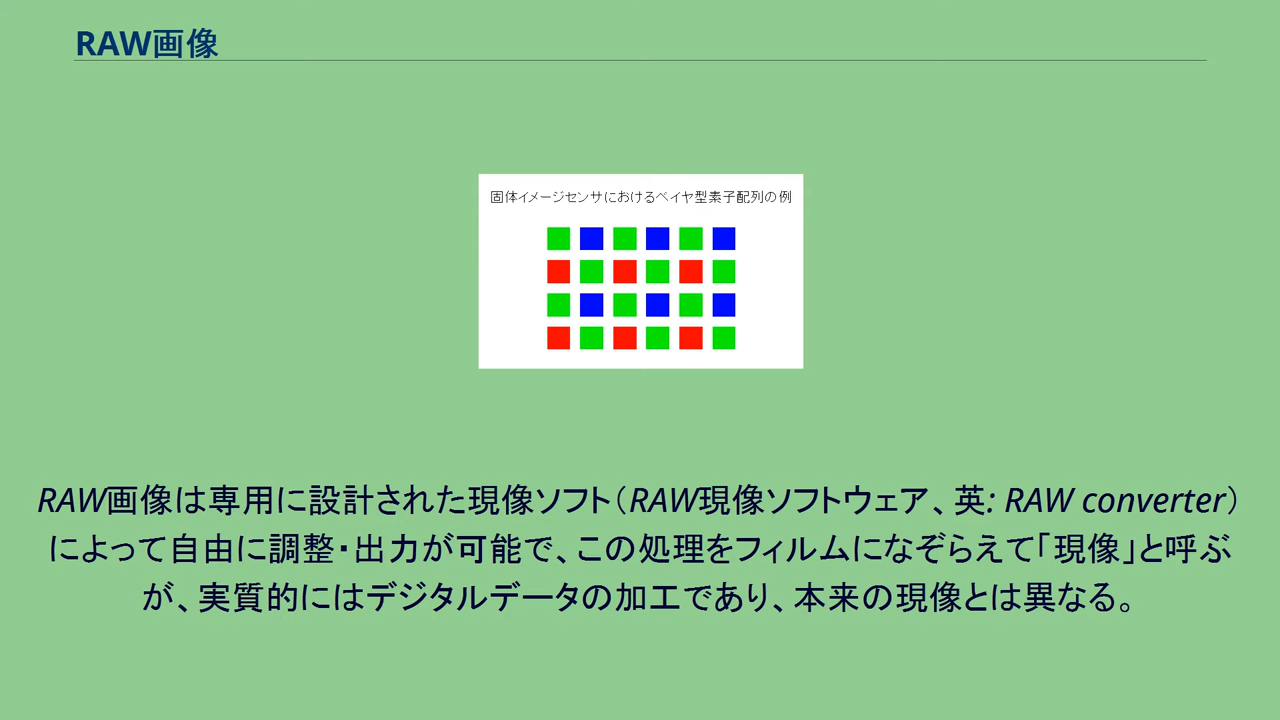 RAW画像
固体イメージセンサにおけるベイヤ型素子配列の例
RAW画像は専用に設計された現像ソフト（RAW現像ソフトウェア、英: RAW converter）
によって自由に調整・出力が可能で、この処理をフィルムになぞらえて「現像」と呼ぶ
が、実質的にはデジタルデータの加工であり、本来の現像とは異なる。